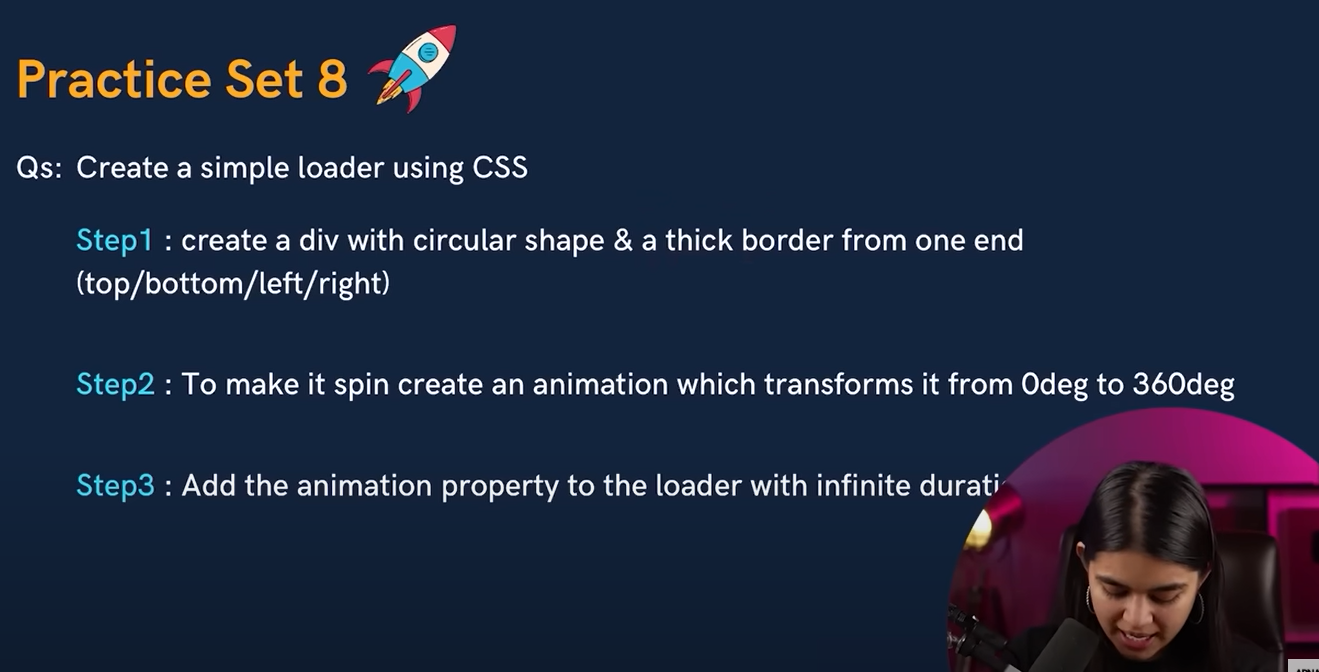 Practice Set 8
Qs: Create a simple loader using CSS
Step1 : create a div with circular shape & a thick border from one end
(top/bottom/left/right)
Step2 : To make it spin create an animation which transforms it from 0deg to 360deg
Step3 : Add the animation property to the loader with infinite